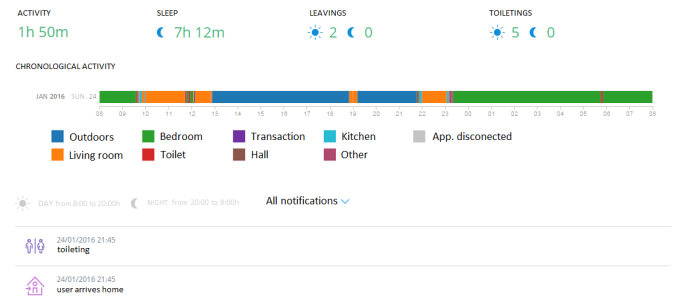 ACTIVITY SLEEP LEAVINGS TOILETINGS
1h 50m 7h 12m 2 0 5 0
CHRONOLOGICAL ACTIVITY
JAN 2016 SUN. 24
08 09 10 11 12 13 14 15 16 17 18 19 20 21 22 23 00 01 02 03 04 05 06 07 08
Outdoors Bedroom Transaction Kitchen App. disconected
Living room Toilet Hall Other
DAY from 8:00 to 20:00h NIGHT from 20:00 to 8:00h All notifications
24/01/2016 21:45
toileting
24/01/2016 21:45
user arrives home